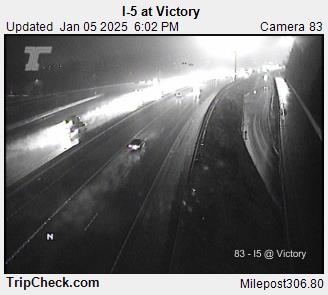 I-5 at Victory
Updated Jan 05 2025 6:02 PM Camera 83
T
N
83 - I5 @ Victory
TripCheck.com Milepost306.80